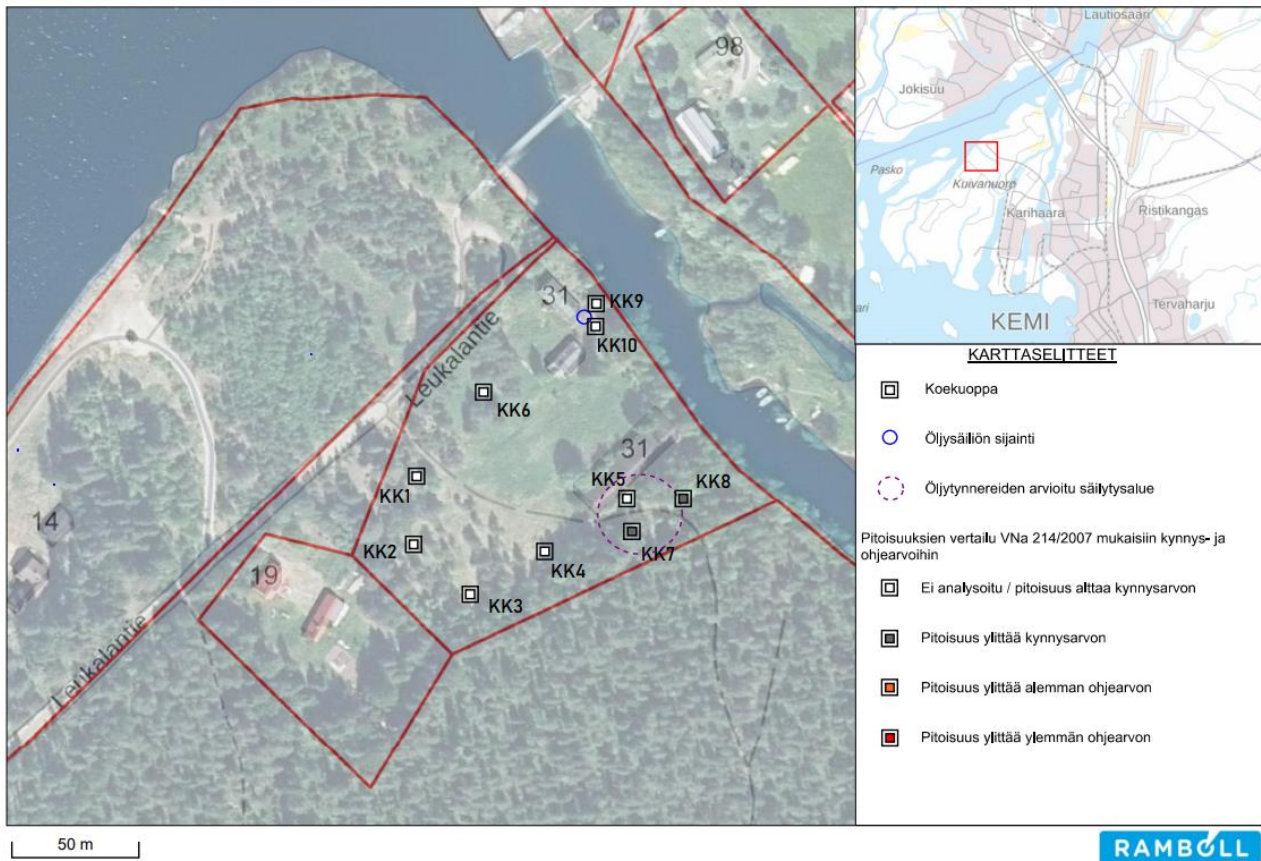 98
31
KK9
KK10
Leukalantie
KK6
31
KK5
KK8
KK1
14
KK2
KK7
KK4
19
KK3
Leukalantie
50 m
Lautiosaari
Jokisuu
Pasko
Kuivanuoro
Karihaara
Ristikangas
Tervaharju
ari
KEMI
KARTTASELITTEET
Koekuoppa
Öljysäiliön sijainti
Öljytynnereiden arvioitu säilytysalue
Pitoisuuksien vertailu VNa 214/2007 mukaisiin kynnys- ja
ohjearvoihin
Ei analysoitu / pitoisuus alttaa kynnysarvon
Pitoisuus ylittää kynnysarvon
Pitoisuus ylittää alemman ohjearvon
Pitoisuus ylittää ylemmän ohjearvon
RAMBOLL